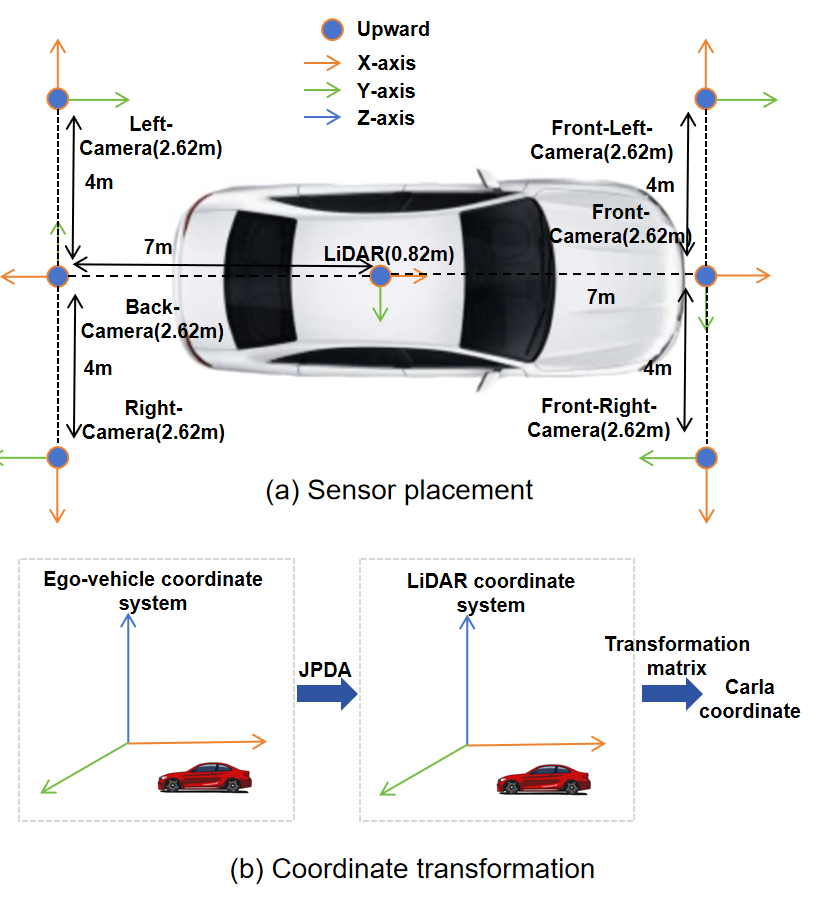 Upward
X-axis
Y-axis
Z-axis
Left-
Camera(2.62m)
4m
Front-Left-
Camera(2.62m)
4m
Front-
Camera(2.62m)
7m
LiDAR(0.82m)
7m
Back-
Camera(2.62m)
4m
4m
Right-
Camera(2.62m)
Front-Right-
Camera(2.62m)
(a) Sensor placement
Ego-vehicle coordinate
system
JPDA
LiDAR coordinate
system
Transformation
matrix
Carla
coordinate
(b) Coordinate transformation